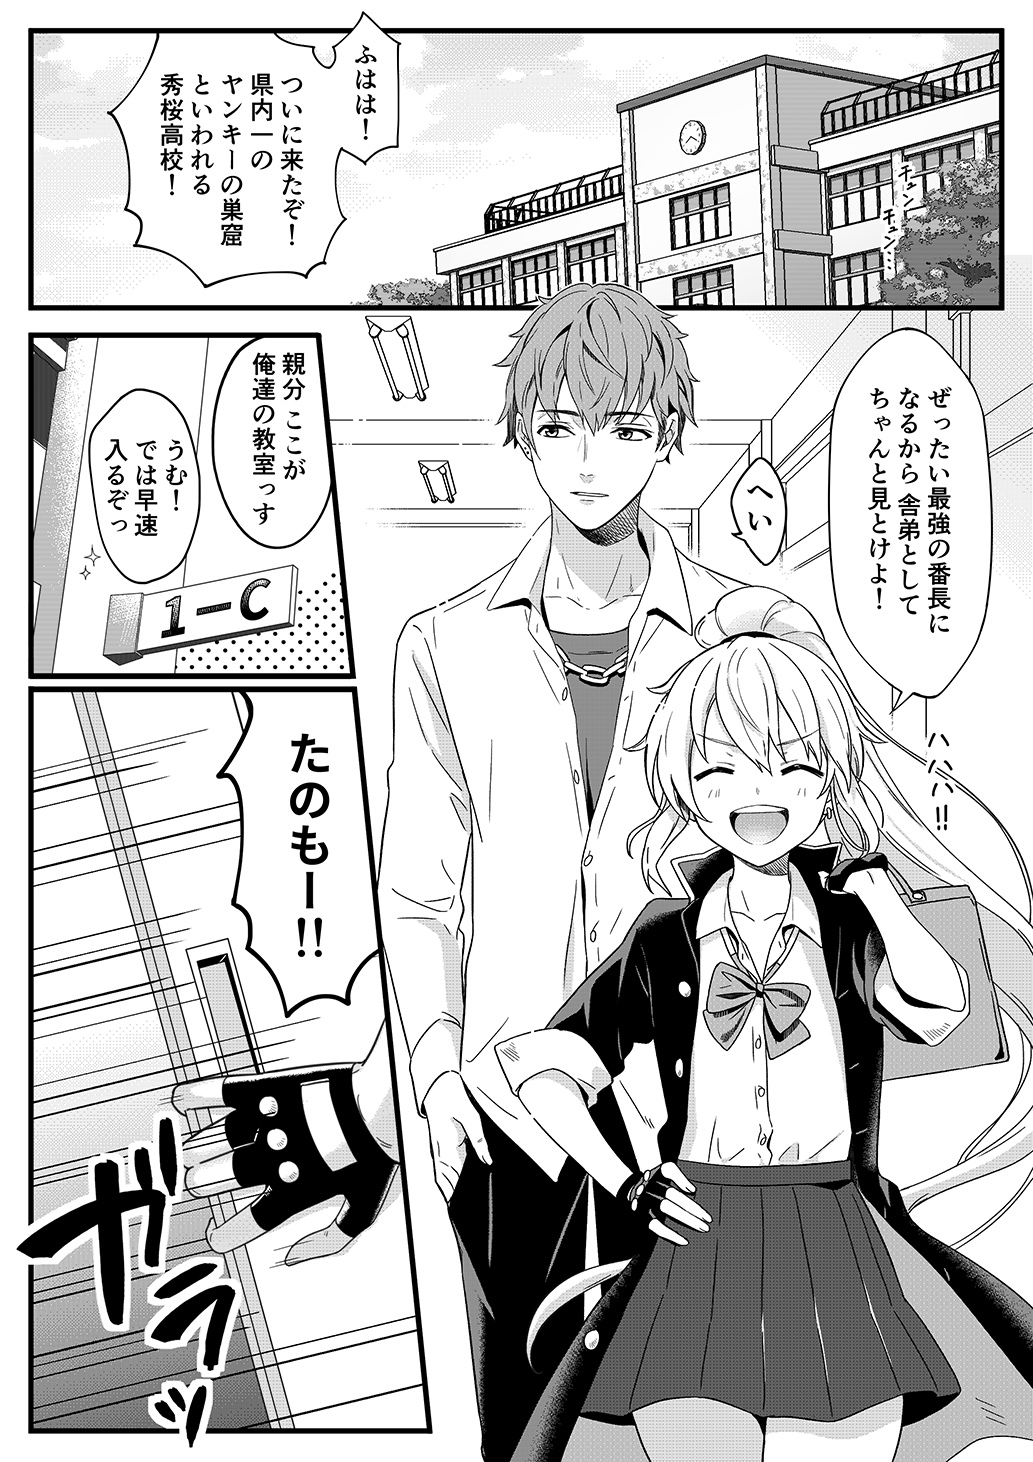 ふはは！
ついに来たぞ！
県内一の
ヤンキーの巣窟
といわれる
秀桜高校！
チュン
チュン…
ぜったい最強の番長に
なるから 舎弟として
ちゃんと見とけよ！
へい
ハハハ!!
親分 ここが
俺達の教室っす
うむ！
では早速
入るぞっ
1-C
たのもー!!
ガラッ